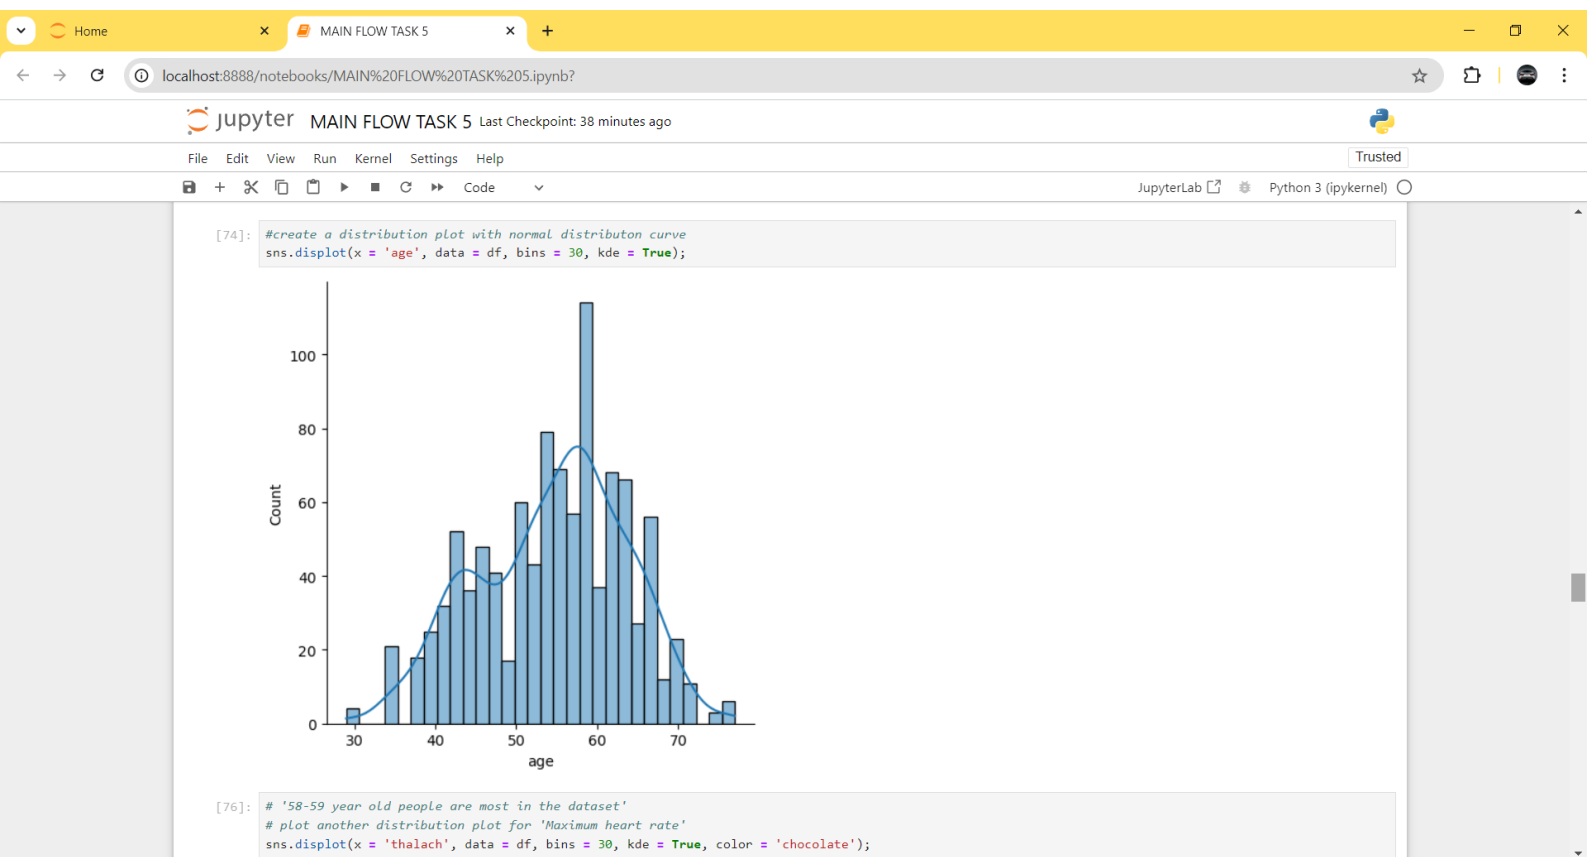 Home
MAIN FLOW TASK 5
localhost:8888/notebooks/MAIN%20FLOW%20TASK%205.ipynb?
jupyter MAIN FLOW TASK 5 Last Checkpoint: 38 minutes ago
File Edit View Run Kernel Settings Help
Trusted
Code
JupyterLab
Python 3 (ipykernel)
[74]:
#create a distribution plot with normal distributon curve
sns.displot(x = 'age', data = df, bins = 30, kde = True);
100
80
60
40
20
0
Count
30 40 50 60 70
age
[76]:
# '58-59 year old people are most in the dataset'
# plot another distribution plot for 'Maximum heart rate'
sns.displot(x = 'thalach', data = df, bins = 30, kde = True, color = 'chocolate');